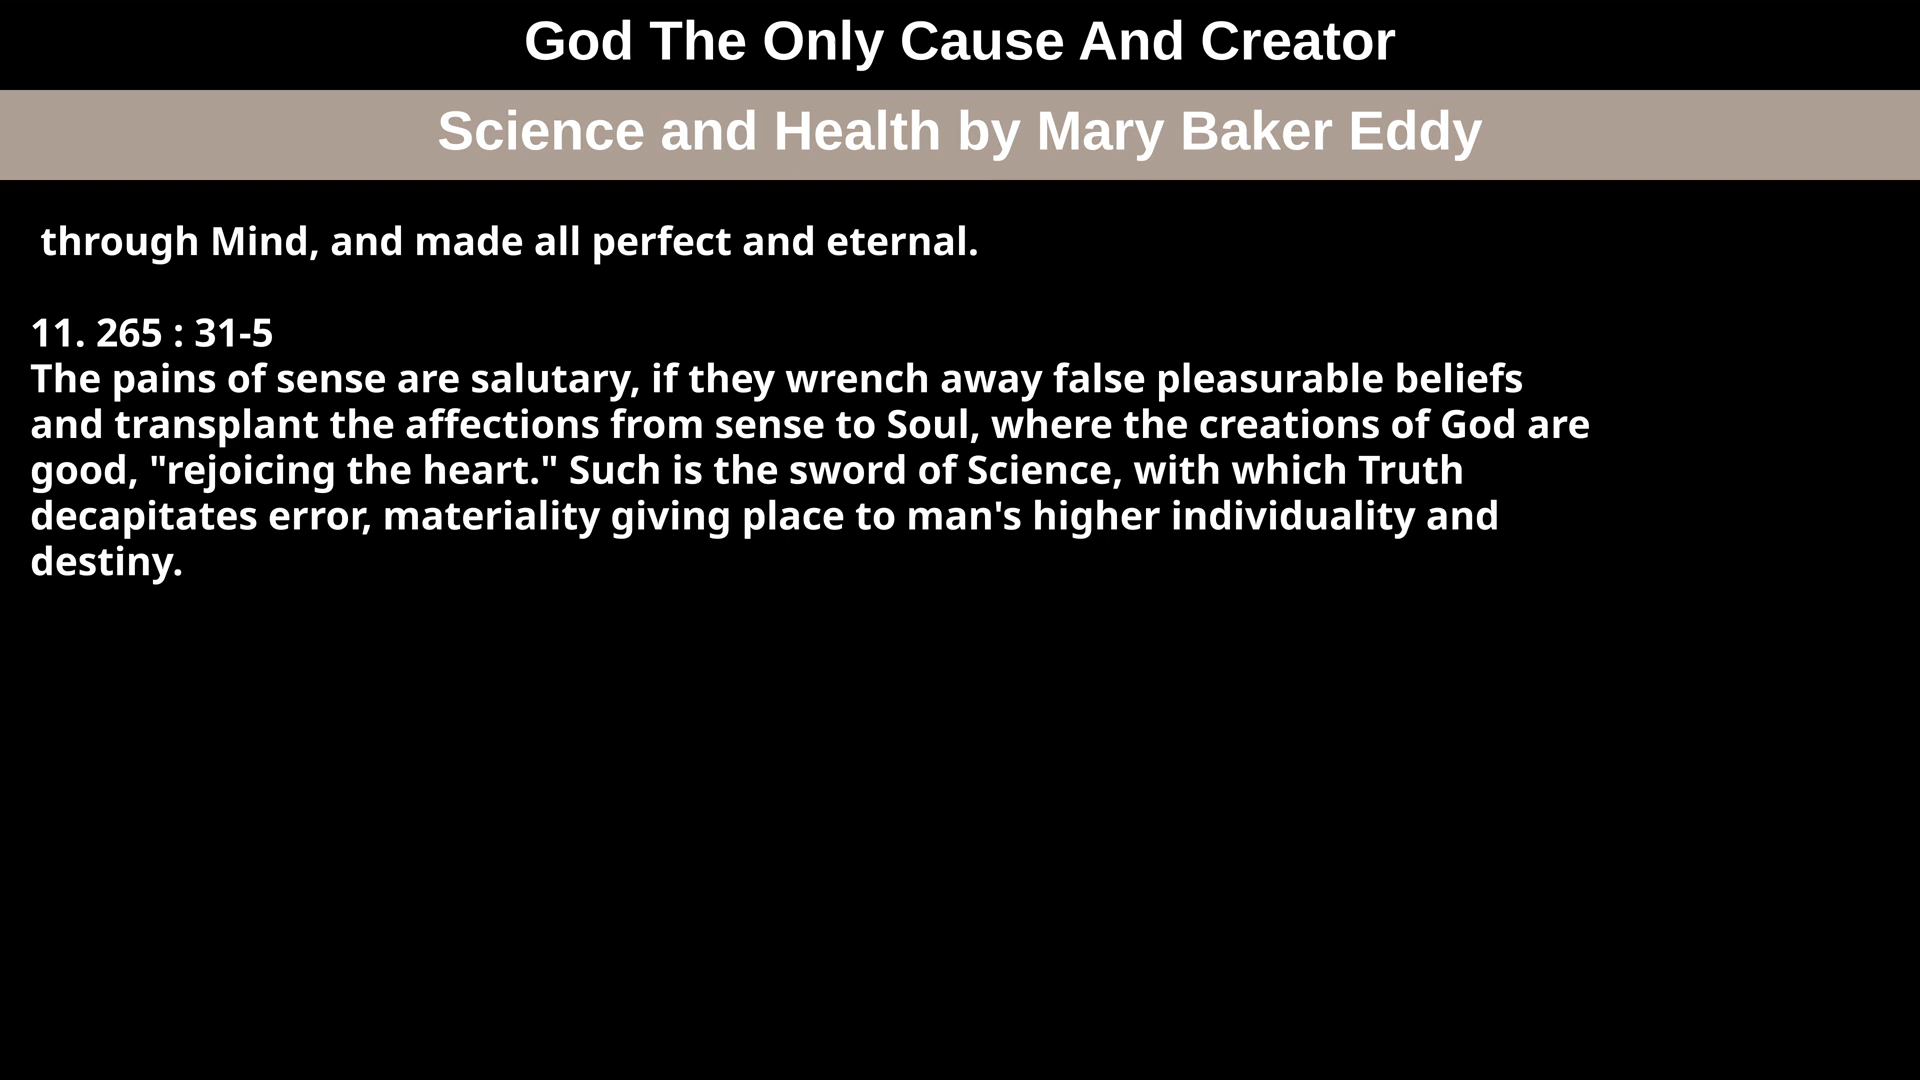 God The Only Cause And Creator
Science and Health by Mary Baker Eddy
through Mind, and made all perfect and eternal.
11. 265 : 31-5
The pains of sense are salutary, if they wrench away false pleasurable beliefs
and transplant the affections from sense to Soul, where the creations of God are
good, "rejoicing the heart." Such is the sword of Science, with which Truth
decapitates error, materiality giving place to man's higher individuality and
destiny.